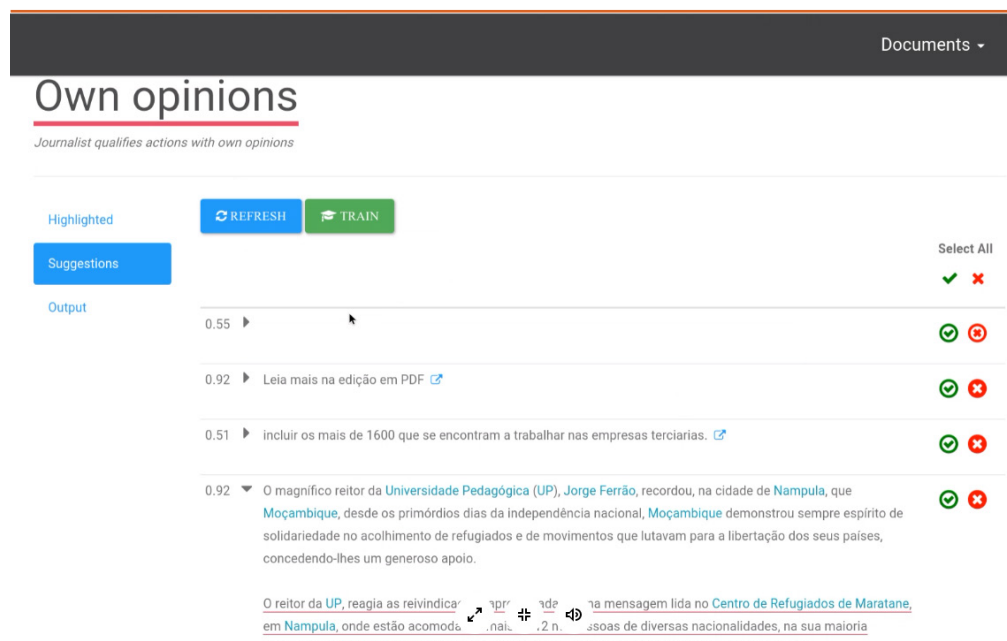 Documents
Own opinions
Journalist qualifies actions with own opinions
Highlighted
Suggestions
Output
REFRESH
TRAIN
Select All
0.55
0.92 Leia mais na edição em PDF
0.51 incluir os mais de 1600 que se encontram a trabalhar nas empresas terciarias.
0.92 O magnífico reitor da Universidade Pedagógica (UP), Jorge Ferrão, recordou, na cidade de Nampula, que
Moçambique, desde os primórdios dias da independência nacional, Moçambique demonstrou sempre espírito de
solidariedade no acolhimento de refugiados e de movimentos que lutavam para a libertação dos seus países,
concedendo-lhes um generoso apoio.
O reitor da UP, reagia as mensagem lida no Centro de Refugiados de Maratane,
em Nampula, onde estão de diversas nacionalidades, na sua maioria